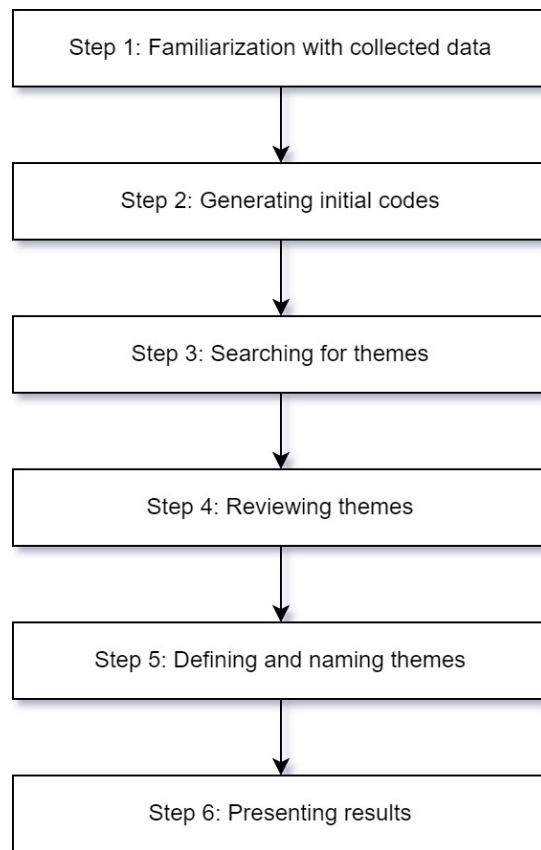 Step 1: Familiarization with collected data
Step 2: Generating initial codes
Step 3: Searching for themes
Step 4: Reviewing themes
Step 5: Defining and naming themes
Step 6: Presenting results